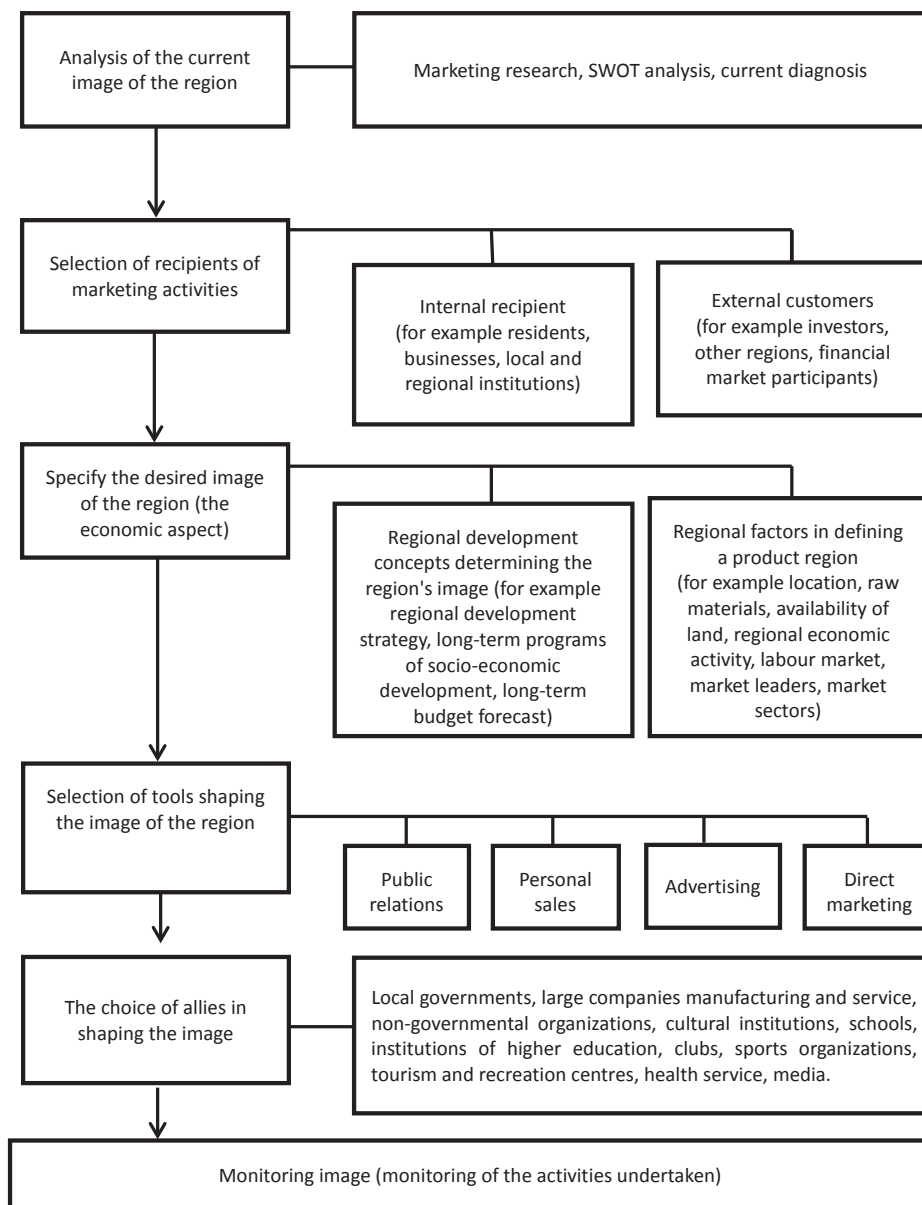 Analysis of the current
image of the region
Marketing research, SWOT analysis, current diagnosis
Selection of recipients of
marketing activities
Internal recipient
(for example residents,
businesses, local and
regional institutions)
External customers
(for example investors,
other regions, financial
market participants)
Specify the desired image
of the region (the
economic aspect)
Regional development
concepts determining the
region's image (for example
regional development
strategy, long-term programs
of socio-economic
development, long-term
budget forecast)
Regional factors in defining
a product region
(for example location, raw
materials, availability of
land, regional economic
activity, labour market,
market leaders, market
sectors)
Selection of tools shaping
the image of the region
Public
relations
Personal
sales
Advertising
Direct
marketing
The choice of allies in
shaping the image
Local governments, large companies manufacturing and service,
non-governmental organizations, cultural institutions, schools,
institutions of higher education, clubs, sports organizations,
tourism and recreation centres, health service, media.
Monitoring image (monitoring of the activities undertaken)